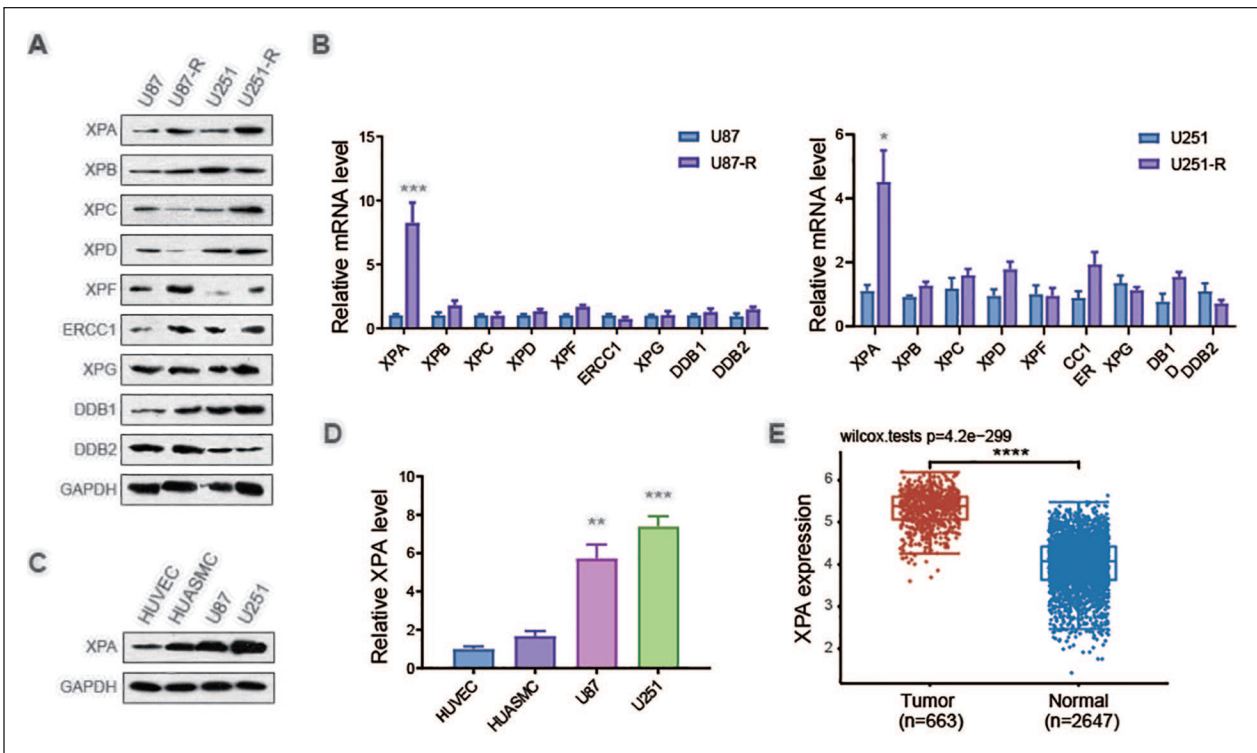 A
U87
U87-R
U251
U251-R
XPA
XPB
XPC
XPD
XPF
ERCC1
XPG
DDB1
DDB2
GAPDH
B
Relative mRNA level
15
10
5
0
U87
U87-R
***
XPA
XPB
XPC
XPD
XPF
ERCC1
XPG
DDB1
DDB2
Relative mRNA level
6
4
2
0
U251
U251-R
*
XPA
XPB
XPC
XPD
XPF
CC1
ER
XPG
DB1
D
DDB2
C
HUVEC
HUASMC
U87
U251
XPA
GAPDH
D
Relative XPA level
10
8
6
4
2
0
**
***
HUVEC
HUASMC
U87
U251
E
wilcox.tests p=4.2e−299
****
XPA expression
6
5
4
3
2
Tumor
(n=663)
Normal
(n=2647)